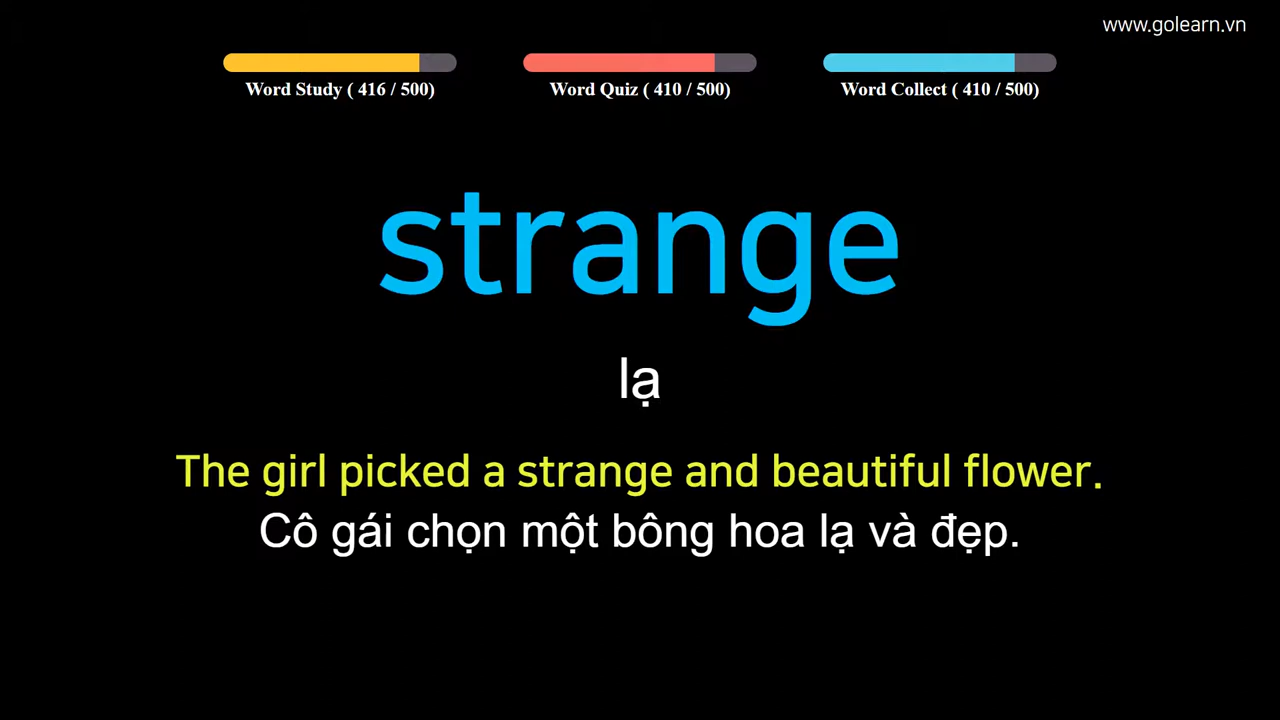 www.golearn.vn
Word Study ( 416 / 500)
Word Quiz ( 410 / 500)
Word Collect ( 410 / 500)
strange
lạ
The girl picked a strange and beautiful flower.
Cô gái chọn một bông hoa lạ và đẹp.